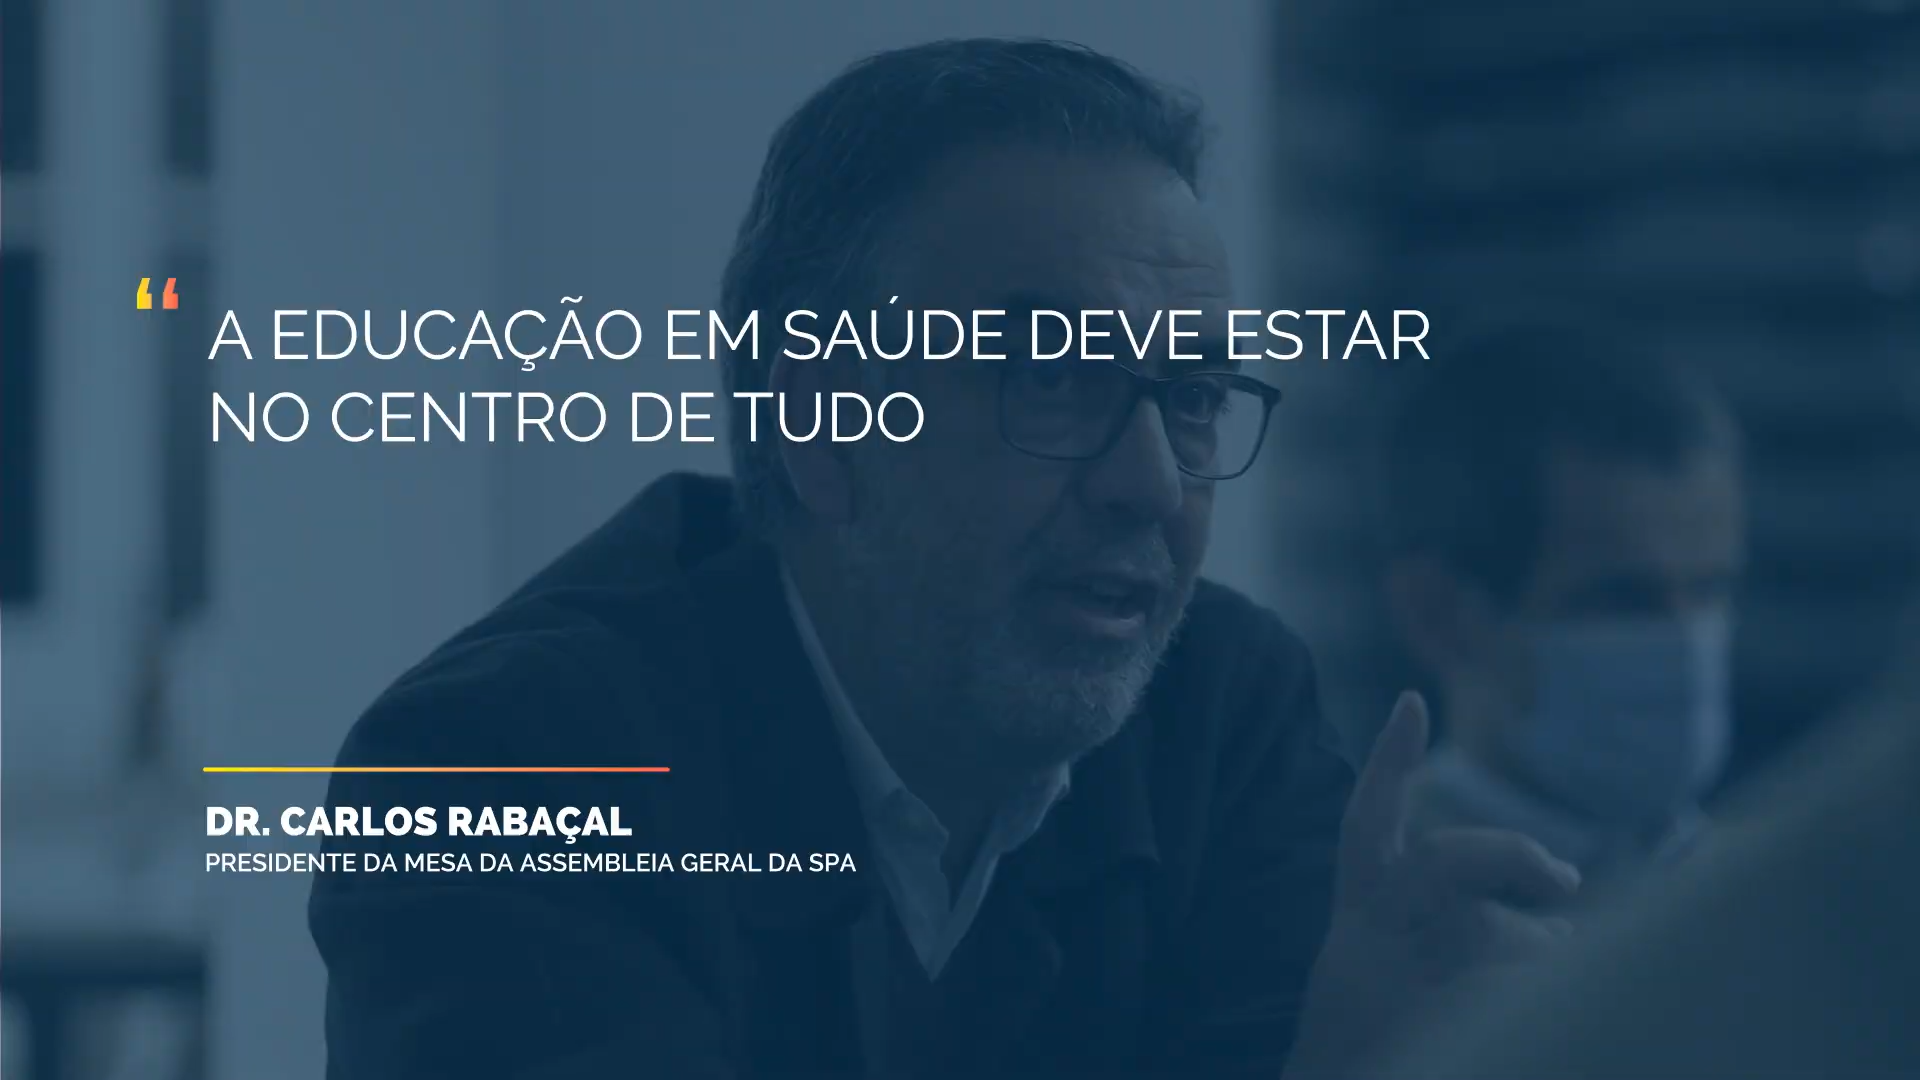 “ A EDUCAÇÃO EM SAÚDE DEVE ESTAR
NO CENTRO DE TUDO
DR. CARLOS RABAÇAL
PRESIDENTE DA MESA DA ASSEMBLEIA GERAL DA SPA